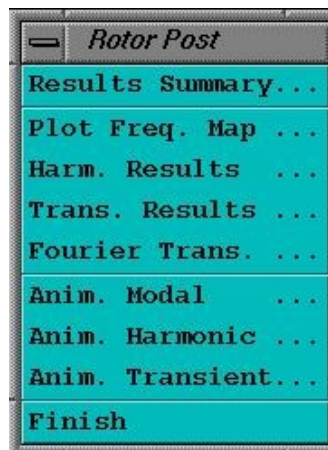 Rotor Post
Results Summary...
Plot Freq. Map ...
Harm. Results ...
Trans. Results ...
Fourier Trans. ...
Anim. Modal ...
Anim. Harmonic ...
Anim. Transient...
Finish